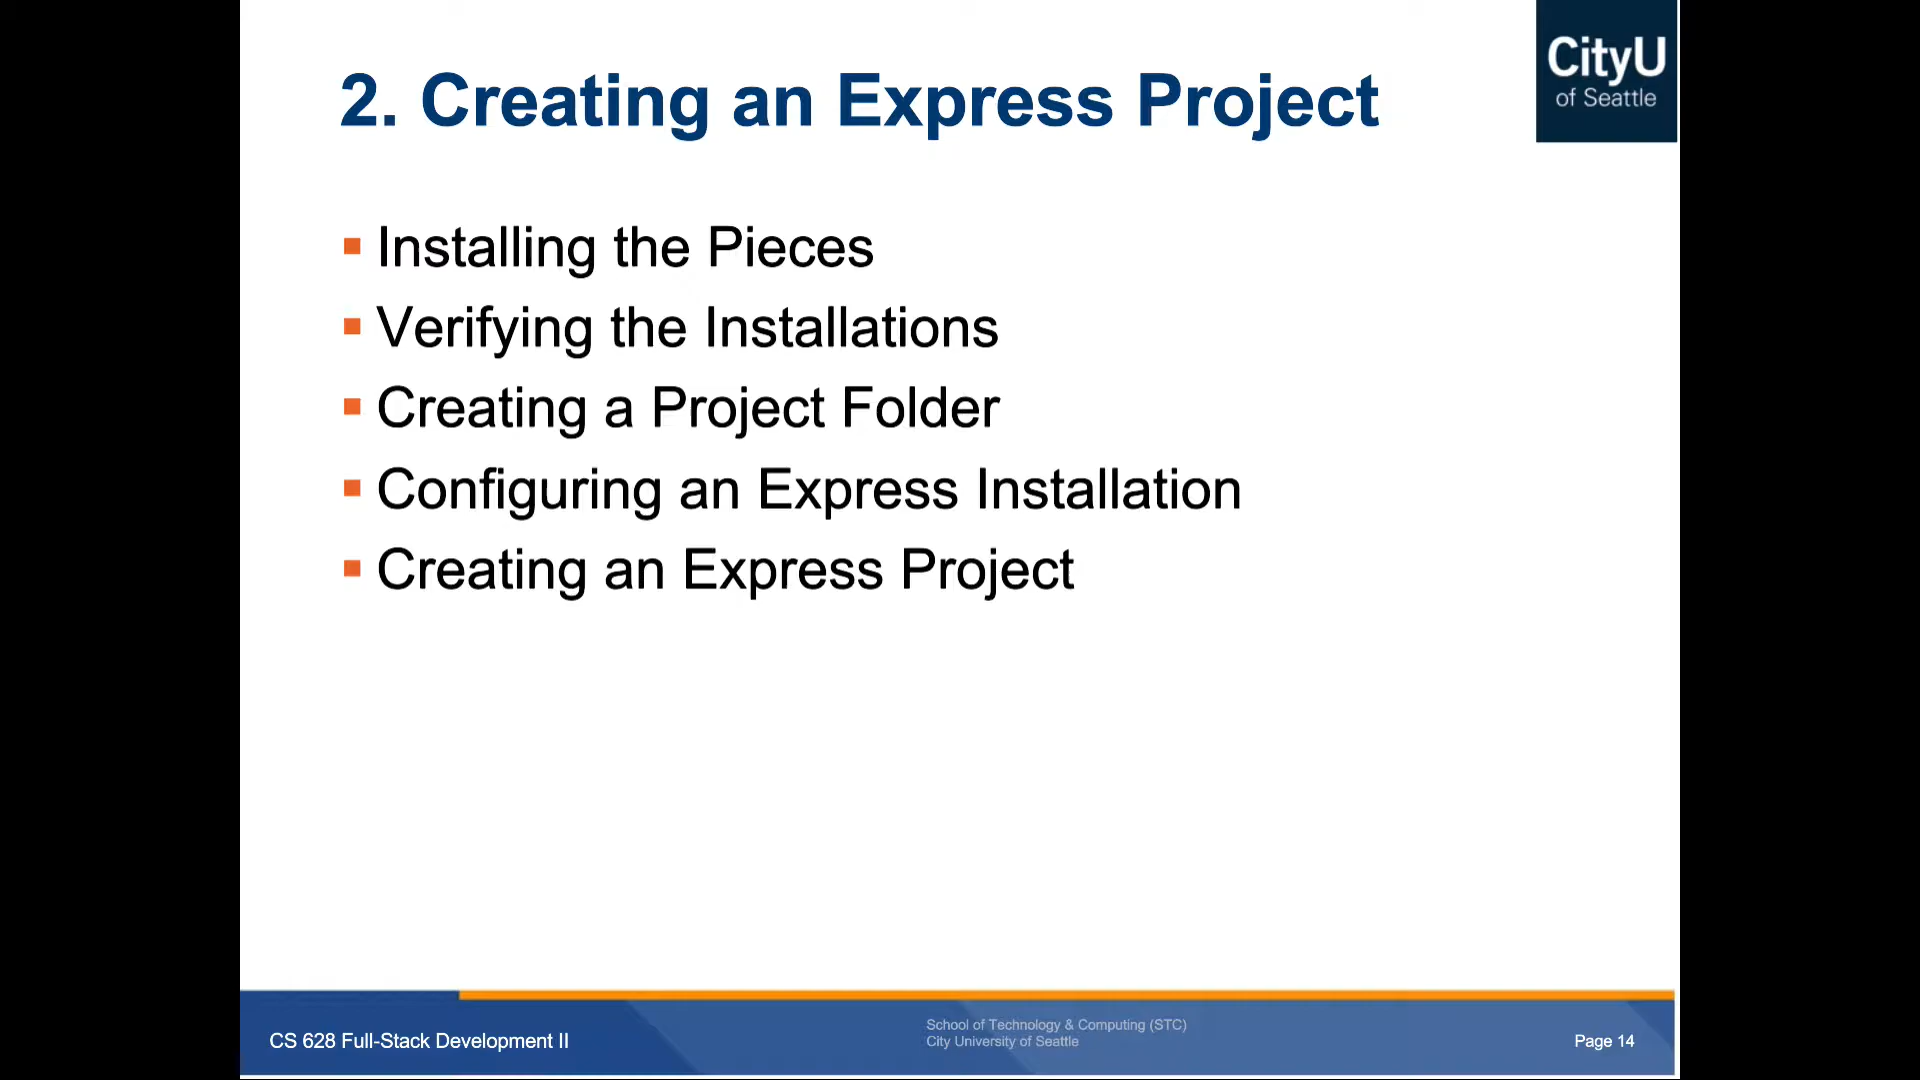 2. Creating an Express Project
CityU
of Seattle
Installing the Pieces
Verifying the Installations
Creating a Project Folder
Configuring an Express Installation
Creating an Express Project
CS 628 Full-Stack Development II
School of Technology & Computing (STC)
City University of Seattle
Page 14